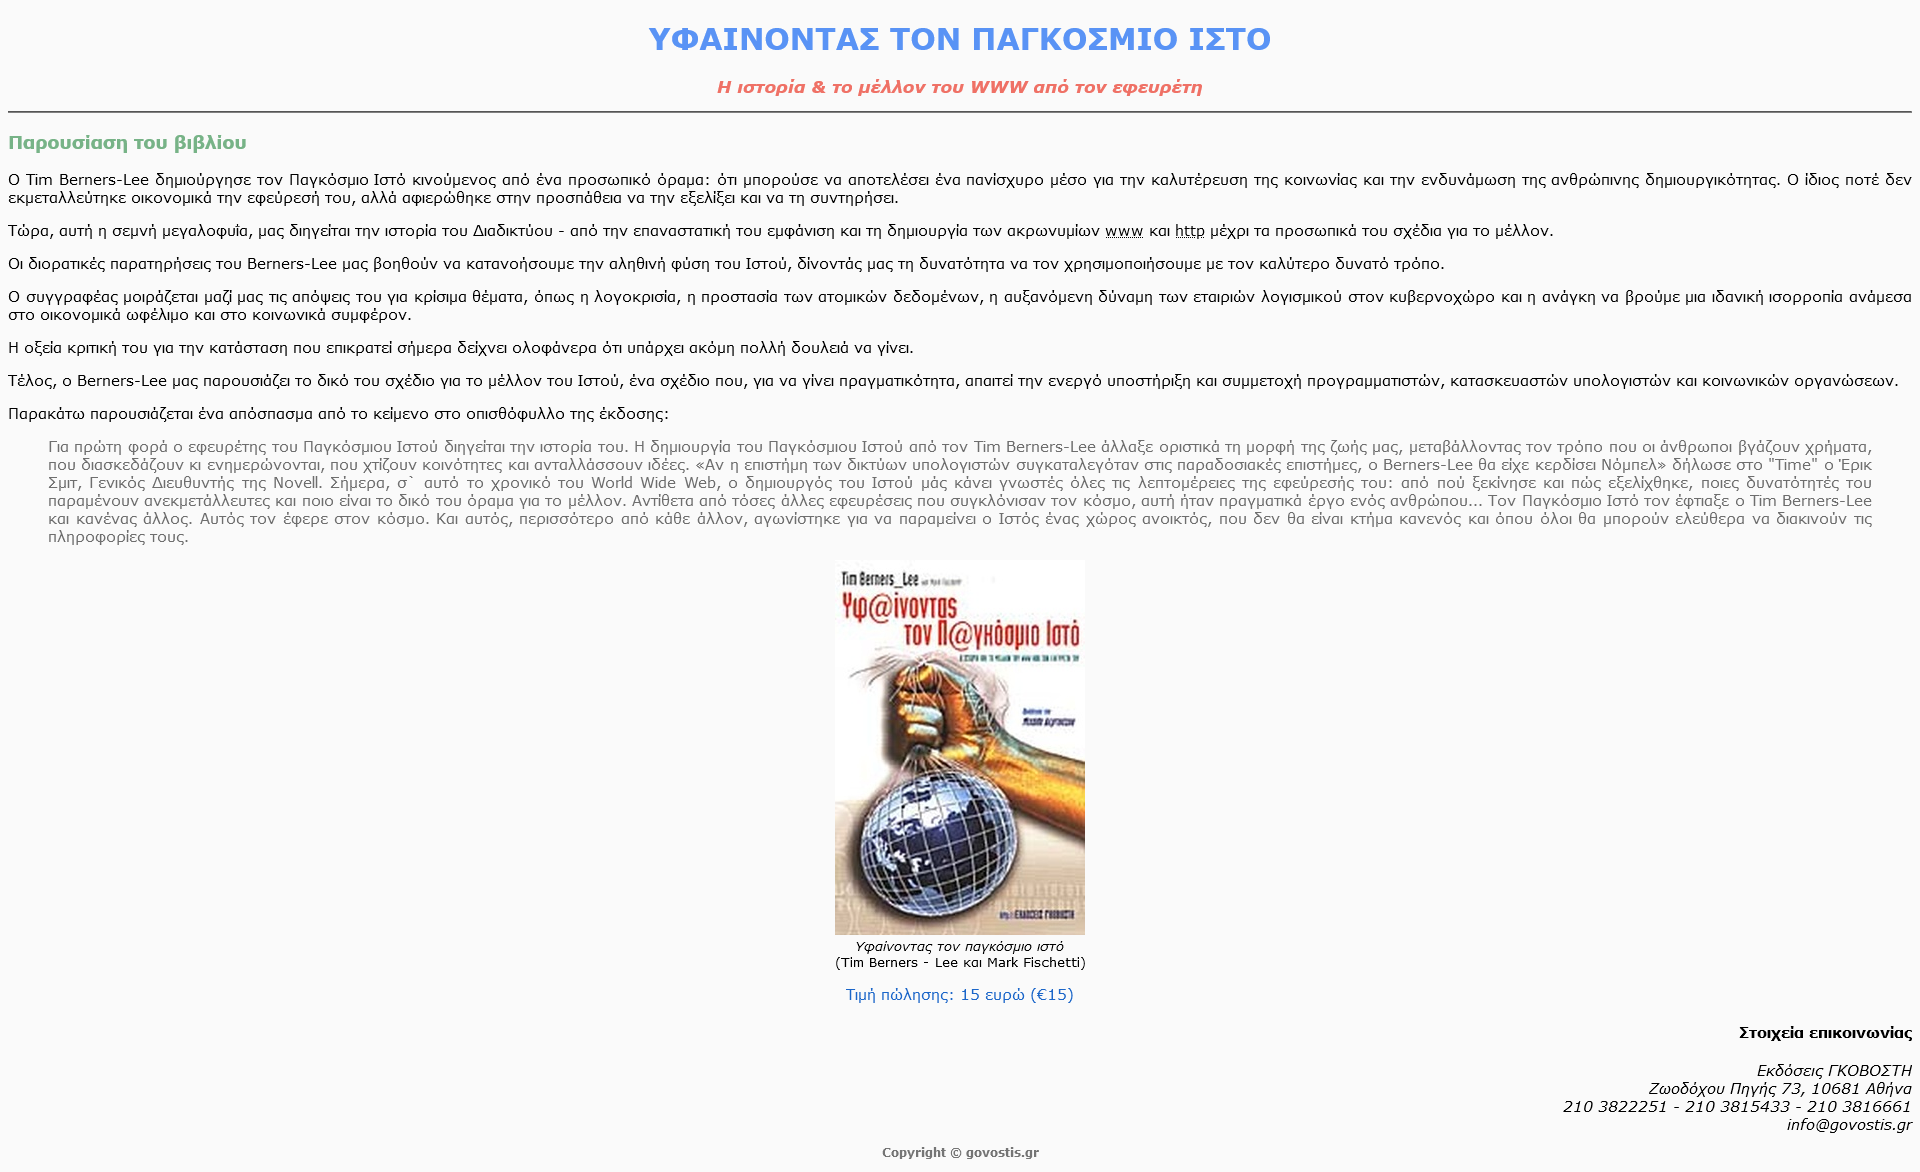 ΥΦΑΙΝΟΝΤΑΣ ΤΟΝ ΠΑΓΚΟΣΜΙΟ ΙΣΤΟ
Η ιστορία & το μέλλον του WWW από τον εφευρέτη
Παρουσίαση του βιβλίου
Ο Tim Berners-Lee δημιούργησε τον Παγκόσμιο Ιστό κινούμενος από ένα προσωπικό όραμα: ότι μπορούσε να αποτελέσει ένα πανίσχυρο μέσο για την καλυτέρευση της κοινωνίας και την ενδυνάμωση της ανθρώπινης δημιουργικότητας. Ο ίδιος ποτέ δεν
εκμεταλλεύτηκε οικονομικά την εφεύρεσή του, αλλά αφιερώθηκε στην προσπάθεια να την εξελίξει και να τη συντηρήσει.
Τώρα, αυτή η σεμνή μεγαλοφυΐα, μας διηγείται την ιστορία του Διαδικτύου - από την επαναστατική του εμφάνιση και τη δημιουργία των ακρωνυμίων www και http μέχρι τα προσωπικά του σχέδια για το μέλλον.
Οι διορατικές παρατηρήσεις του Berners-Lee μας βοηθούν να κατανοήσουμε την αληθινή φύση του Ιστού, δίνοντάς μας τη δυνατότητα να τον χρησιμοποιήσουμε με τον καλύτερο δυνατό τρόπο.
Ο συγγραφέας μοιράζεται μαζί μας τις απόψεις του για κρίσιμα θέματα, όπως η λογοκρισία, η προστασία των ατομικών δεδομένων, η αυξανόμενη δύναμη των εταιριών λογισμικού στον κυβερνοχώρο και η ανάγκη να βρούμε μια ιδανική ισορροπία ανάμεσα
στο οικονομικά ωφέλιμο και στο κοινωνικά συμφέρον.
Η οξεία κριτική του για την κατάσταση που επικρατεί σήμερα δείχνει ολοφάνερα ότι υπάρχει ακόμη πολλή δουλειά να γίνει.
Τέλος, ο Berners-Lee μας παρουσιάζει το δικό του σχέδιο για το μέλλον του Ιστού, ένα σχέδιο που, για να γίνει πραγματικότητα, απαιτεί την ενεργό υποστήριξη και συμμετοχή προγραμματιστών, κατασκευαστών υπολογιστών και κοινωνικών οργανώσεων.
Παρακάτω παρουσιάζεται ένα απόσπασμα από το κείμενο στο οπισθόφυλλο της έκδοσης:
Για πρώτη φορά ο εφευρέτης του Παγκόσμιου Ιστού διηγείται την ιστορία του. Η δημιουργία του Παγκόσμιου Ιστού από τον Tim Berners-Lee άλλαξε οριστικά τη μορφή της ζωής μας, μεταβάλλοντας τον τρόπο που οι άνθρωποι βγάζουν χρήματα,
που διασκεδάζουν κι ενημερώνονται, που χτίζουν κοινότητες και ανταλλάσσουν ιδέες. «Αν η επιστήμη των δικτύων υπολογιστών συγκαταλεγόταν στις παραδοσιακές επιστήμες, ο Berners-Lee θα είχε κερδίσει Νόμπελ» δήλωσε στο "Time" ο Έρικ
Σμιτ, Γενικός Διευθυντής της Novell. Σήμερα, σ` αυτό το χρονικό του World Wide Web, ο δημιουργός του Ιστού μάς κάνει γνωστές όλες τις λεπτομέρειες της εφεύρεσής του: από πού ξεκίνησε και πώς εξελίχθηκε, ποιες δυνατότητές του
παραμένουν ανεκμετάλλευτες και ποιο είναι το δικό του όραμα για το μέλλον. Αντίθετα από τόσες άλλες εφευρέσεις που συγκλόνισαν τον κόσμο, αυτή ήταν πραγματικά έργο ενός ανθρώπου... Τον Παγκόσμιο Ιστό τον έφτιαξε ο Tim Berners-Lee
και κανένας άλλος. Αυτός τον έφερε στον κόσμο. Και αυτός, περισσότερο από κάθε άλλον, αγωνίστηκε για να παραμείνει ο Ιστός ένας χώρος ανοικτός, που δεν θα είναι κτήμα κανενός και όπου όλοι θα μπορούν ελεύθερα να διακινούν τις
πληροφορίες τους.
Tim Berners_Lee
Υφ@ίνοντας
τον Π@γκόσμιο Ιστό
ΕΚΔΟΣΕΙΣ ΓΚΟΒΟΣΤΗ
Υφαίνοντας τον παγκόσμιο ιστό
(Tim Berners - Lee και Mark Fischetti)
Τιμή πώλησης: 15 ευρώ (€15)
Στοιχεία επικοινωνίας
Εκδόσεις ΓΚΟΒΟΣΤΗ
Ζωοδόχου Πηγής 73, 10681 Αθήνα
210 3822251 - 210 3815433 - 210 3816661
info@govostis.gr
Copyright © govostis.gr